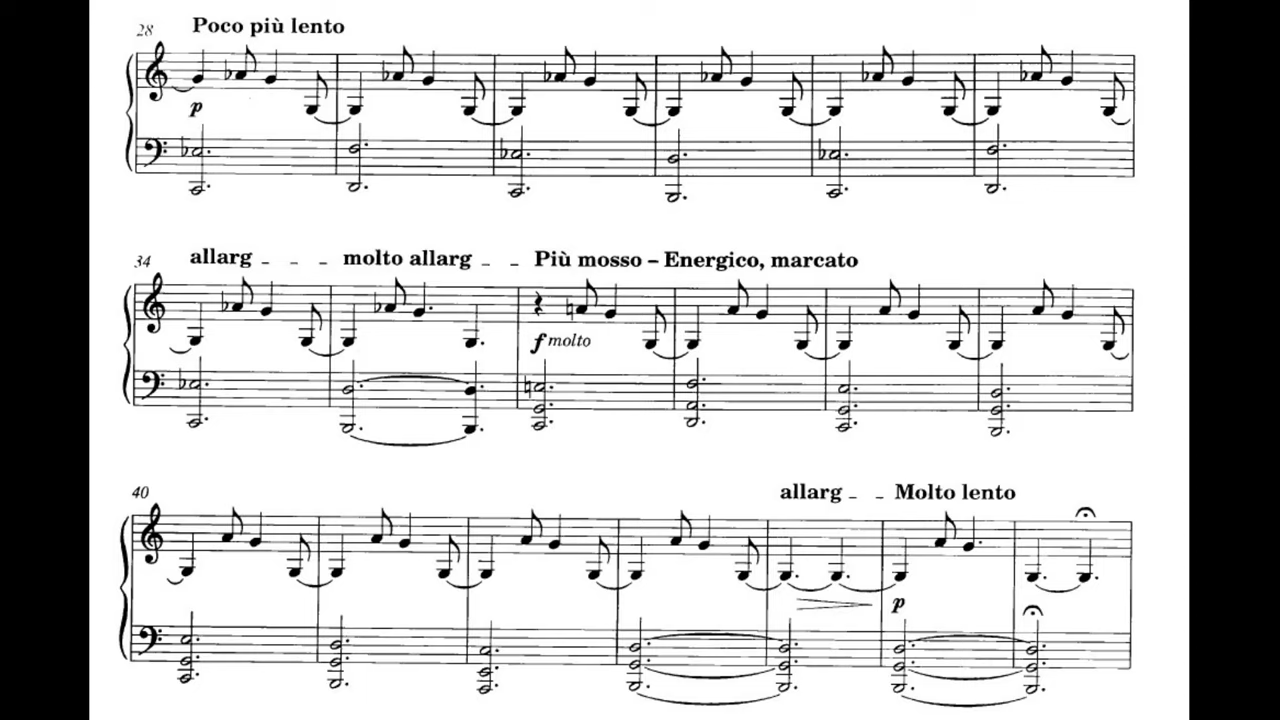 28 Poco più lento
p
34 allarg molto allarg Più mosso – Energico, marcato
f molto
40 allarg Molto lento
p